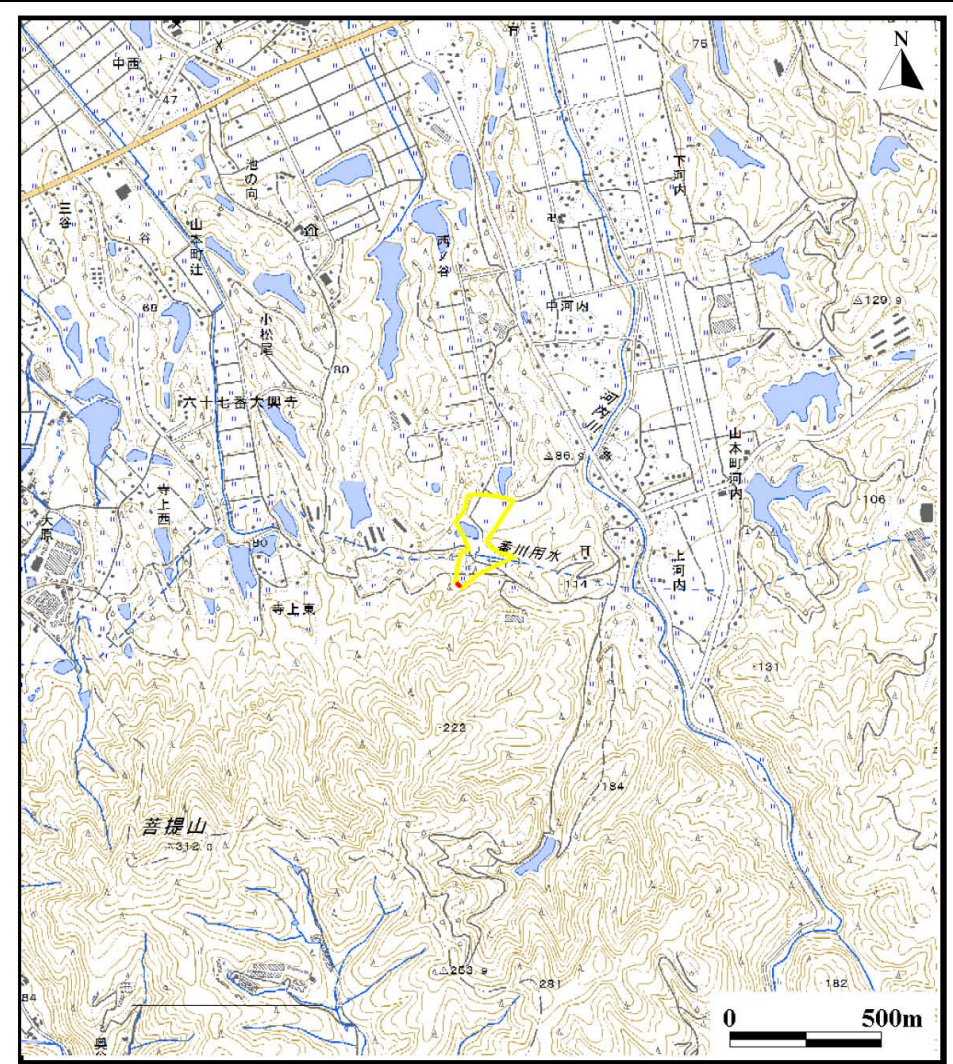 中西
47
75
N
三谷
谷
池の向
山本町辻
西ノ谷
下河内
中河内
129.9
68
小松尾
80
六十七番大興寺
河内川
86.9
山本町河内
106
寺上西
大原
80
香川用水
114
上河内
寺上東
131
222
184
菩提山
312.0
253.9
281
182
84
奥谷
0
500m